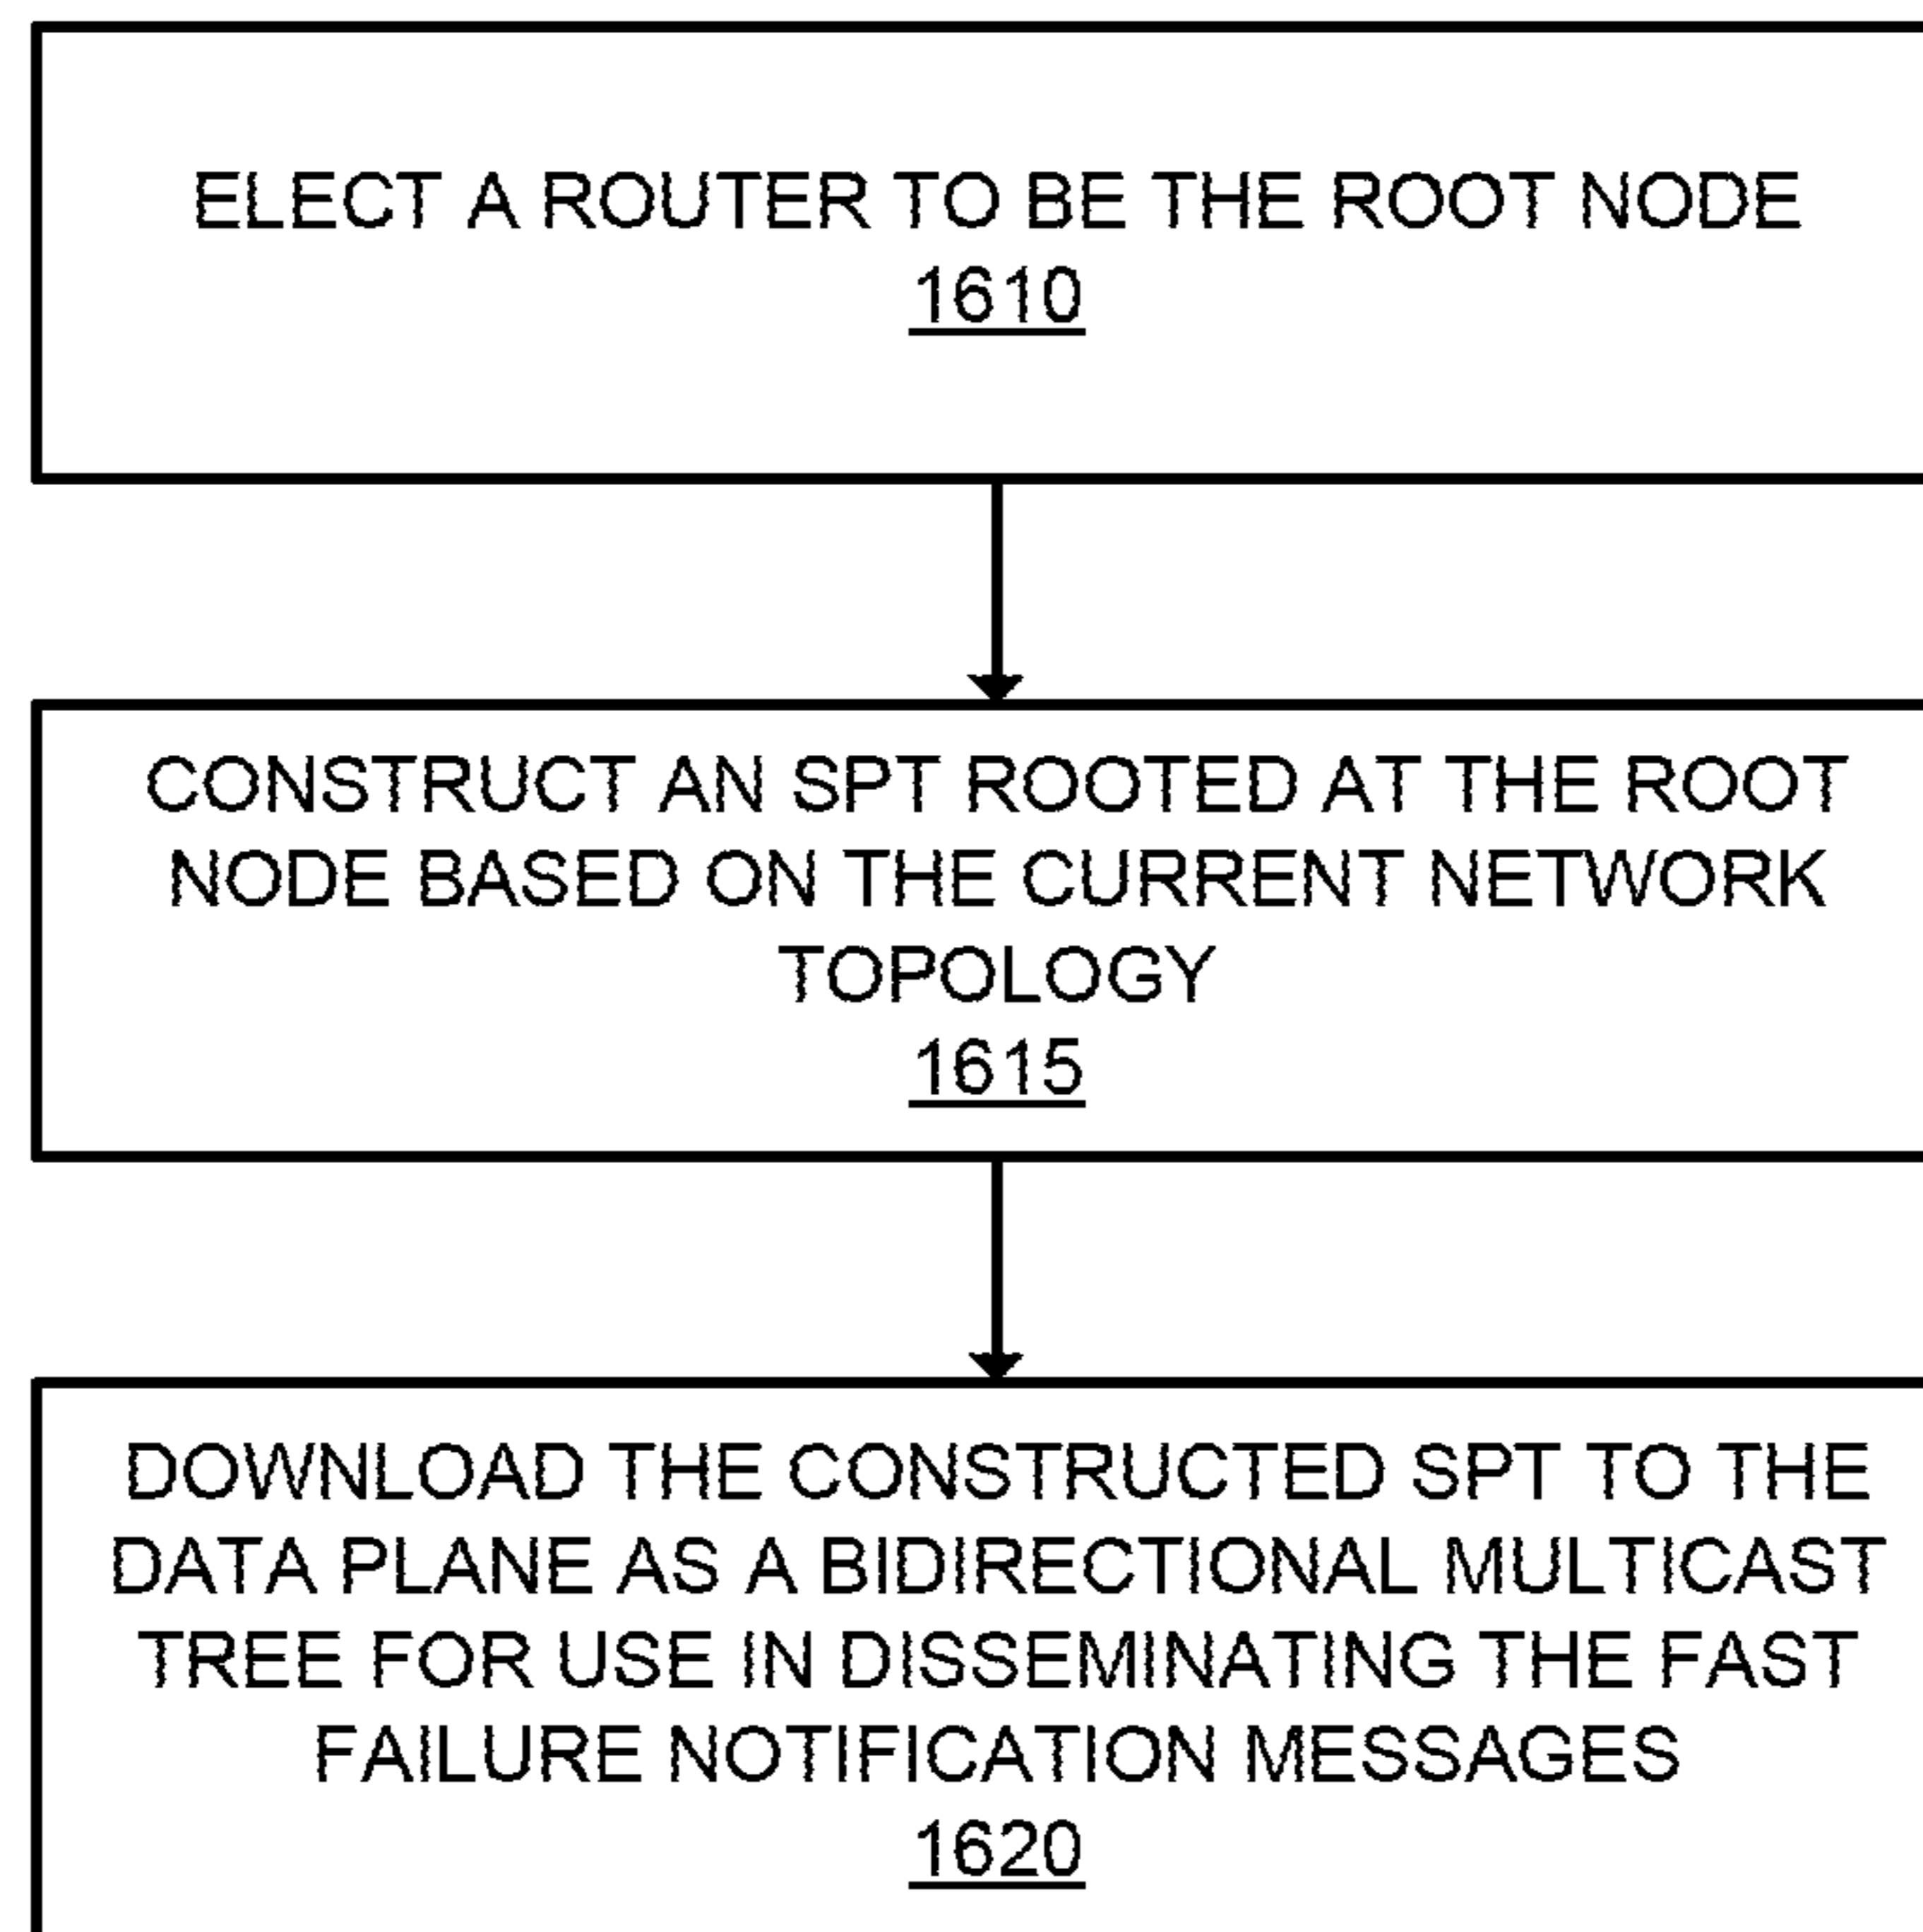 ELECT A ROUTER TO BE THE ROOT NODE
1610
CONSTRUCT AN SPT ROOTED AT THE ROOT
NODE BASED ON THE CURRENT NETWORK
TOPOLOGY
1615
DOWNLOAD THE CONSTRUCTED SPT TO THE
DATA PLANE AS A BIDIRECTIONAL MULTICAST
TREE FOR USE IN DISSEMINATING THE FAST
FAILURE NOTIFICATION MESSAGES
1620